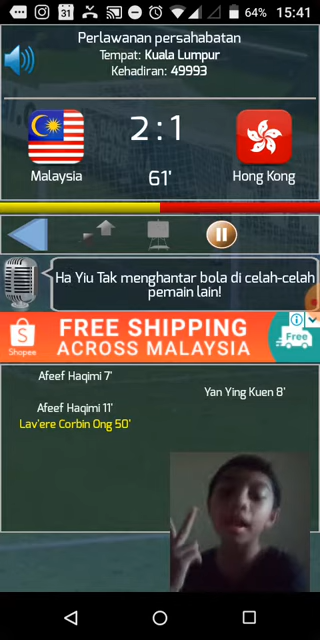 64% 15:41
31
Perlawanan persahabatan
Tempat: Kuala Lumpur
Kehadiran: 49993
2 : 1
Malaysia
61'
Hong Kong
Ha Yiu Tak menghantar bola di celah-celah
pemain lain!
Shopee
FREE SHIPPING
ACROSS MALAYSIA
Free
Afeef Haqimi 7'
Yan Ying Kuen 8'
Afeef Haqimi 11'
Lav'ere Corbin Ong 50'